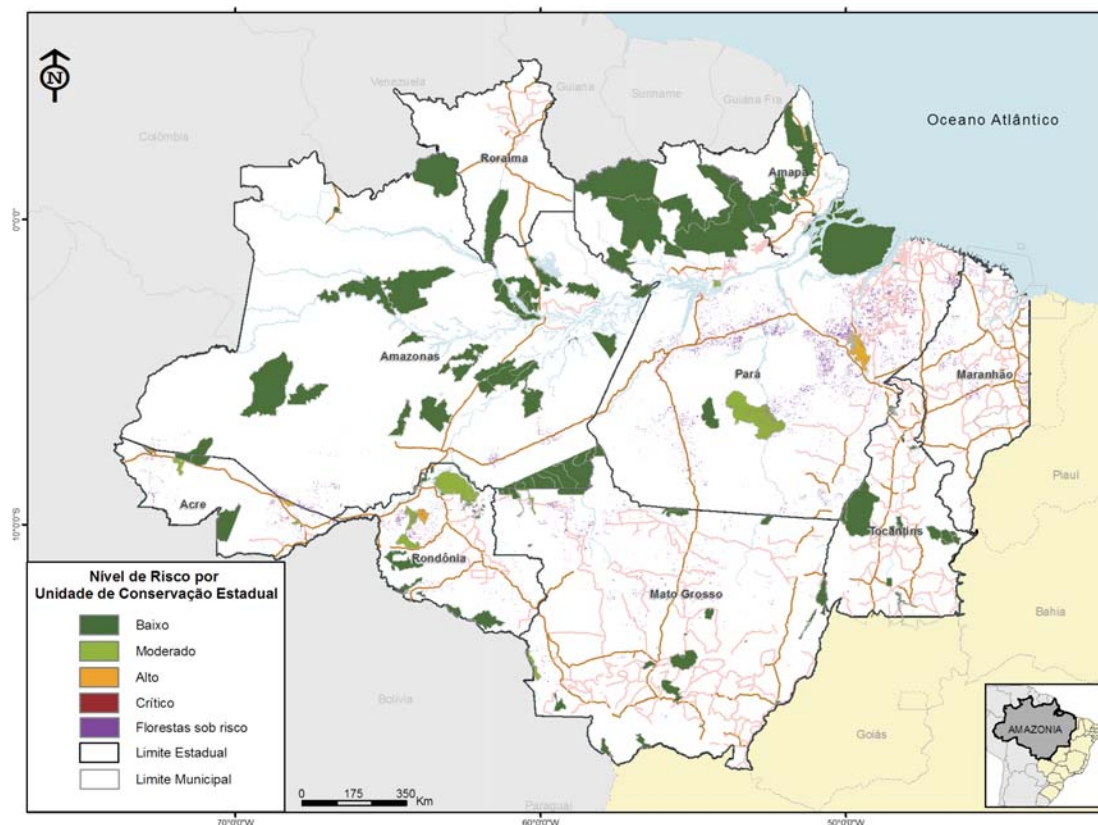 N
Venezuela
Guiana
Suriname
Guiana Fra
Colômbia
Oceano Atlântico
Roraima
Amapá
0°0'0"
Amazonas
Pará
Maranhão
Piauí
Acre
10°0'0"S
Rondônia
Tocantins
Mato Grosso
Bahia
Bolívia
Goiás
Paraguai
Nível de Risco por
Unidade de Conservação Estadual
Baixo
Moderado
Alto
Crítico
Florestas sob risco
Limite Estadual
Limite Municipal
0 175 350
Km
AMAZONIA
70°0'0"W 60°0'0"W 50°0'0"W